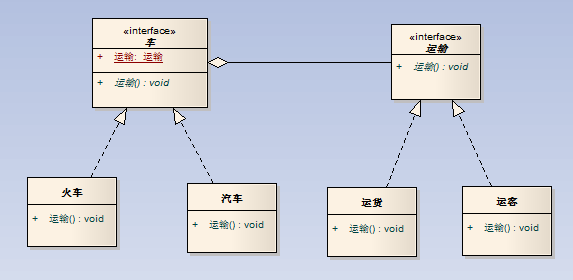 «interface»
车
+ 运输: 运输
+ 运输() : void
«interface»
运输
+ 运输() : void
火车
+ 运输() : void
汽车
+ 运输() : void
运货
+ 运输() : void
运客
+ 运输() : void